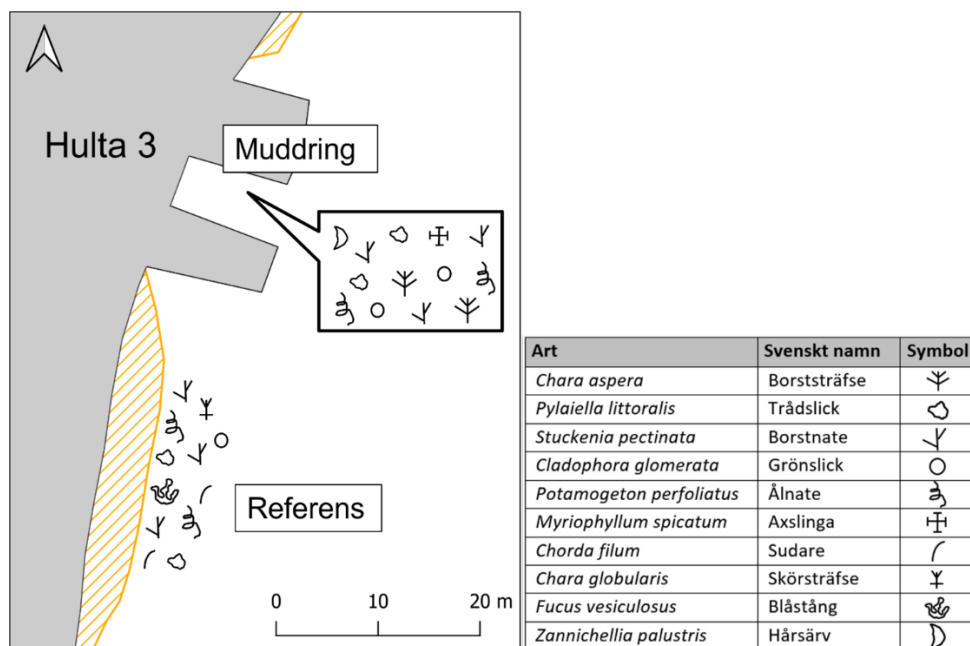 Hulta 3
Muddring
Referens
0 10 20 m
Art Svenskt namn Symbol
Chara aspera Borststräfse
Pylaiella littoralis Trådslick
Stuckenia pectinata Borstnate
Cladophora glomerata Grönslick
Potamogeton perfoliatus Ålnate
Myriophyllum spicatum Axslinga
Chorda filum Sudare
Chara globularis Skörsträfse
Fucus vesiculosus Blåstång
Zannichellia palustris Hårsärv